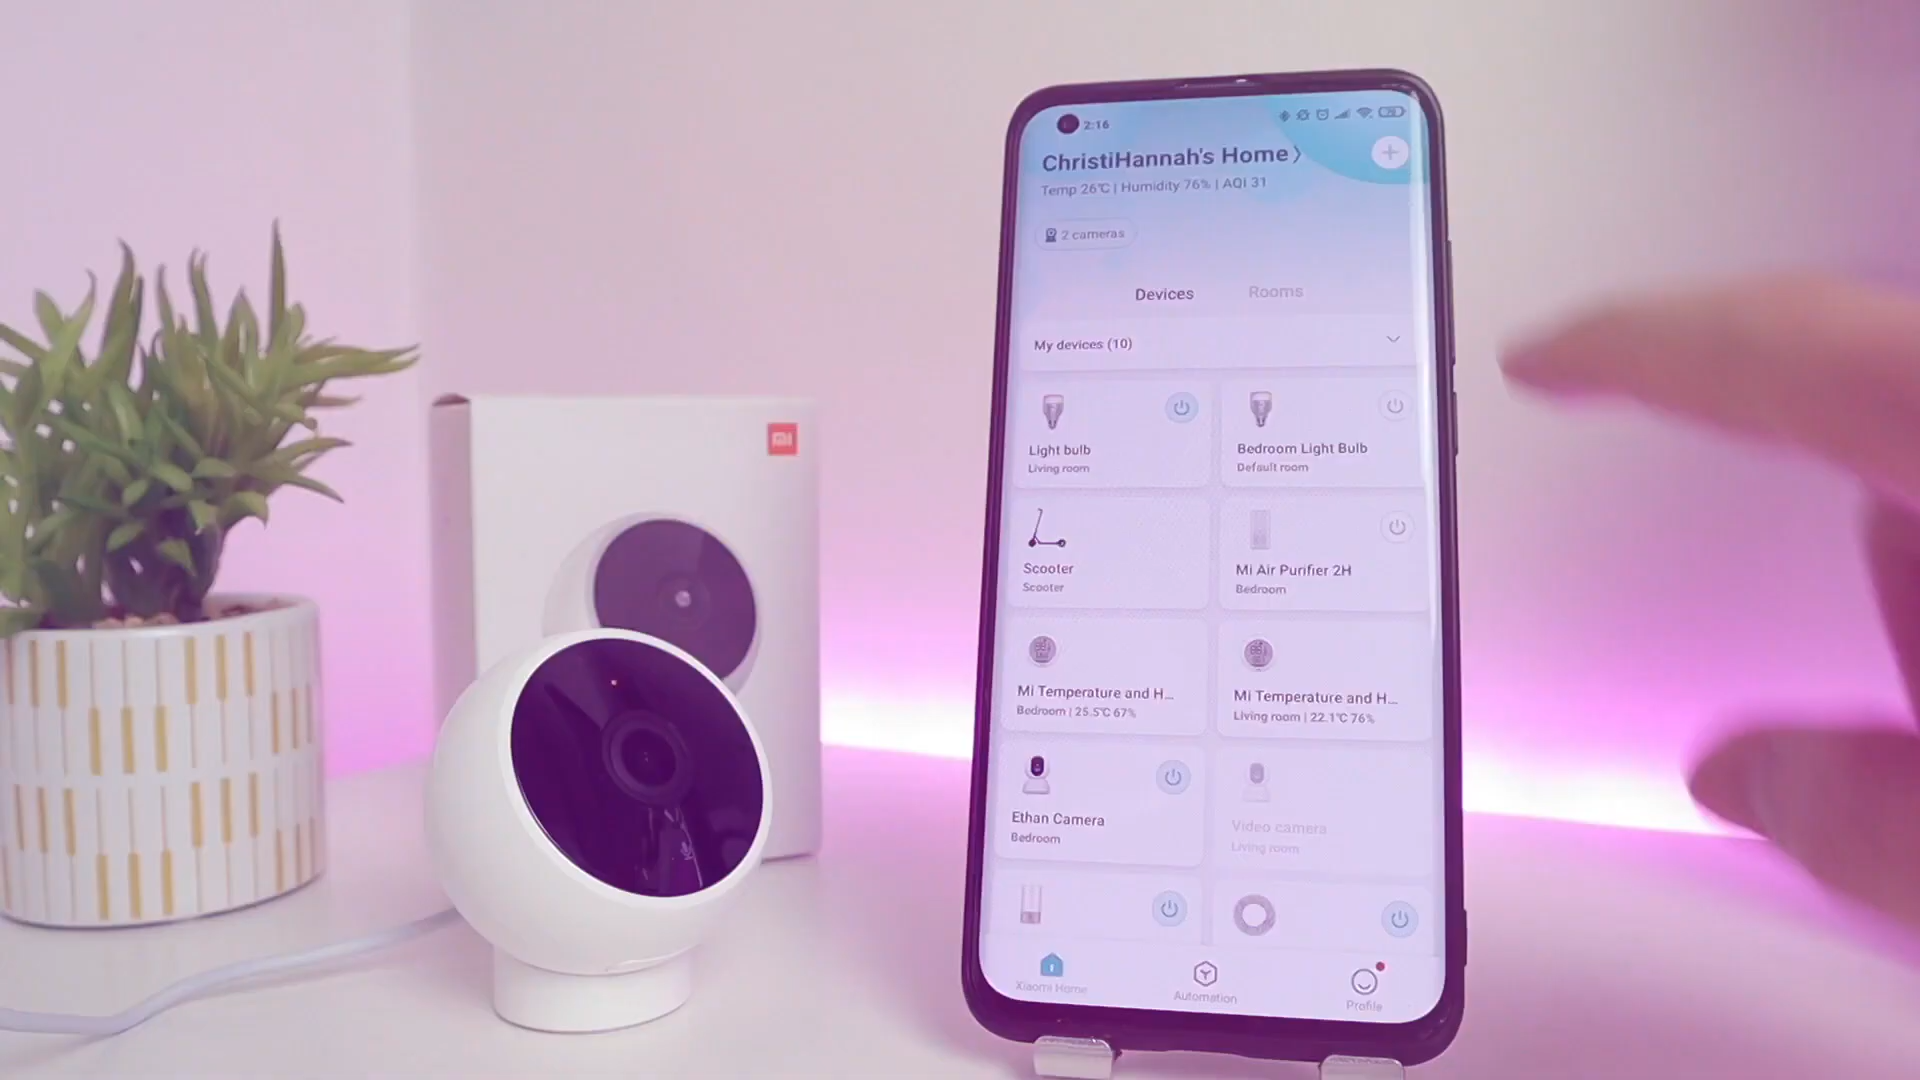 2:16
ChristiHannah's Home
Temp 26℃ | Humidity 76% | AQI 31
2 cameras
Devices
Rooms
My devices (10)
Light bulb
Living room
Bedroom Light Bulb
Default room
Scooter
Scooter
Mi Air Purifier 2H
Bedroom
Mi Temperature and H...
Bedroom | 25.5℃ 67%
Mi Temperature and H...
Living room | 22.1℃ 76%
Ethan Camera
Bedroom
Video camera
Living room
Xiaomi Home
Automation
Profile
mi